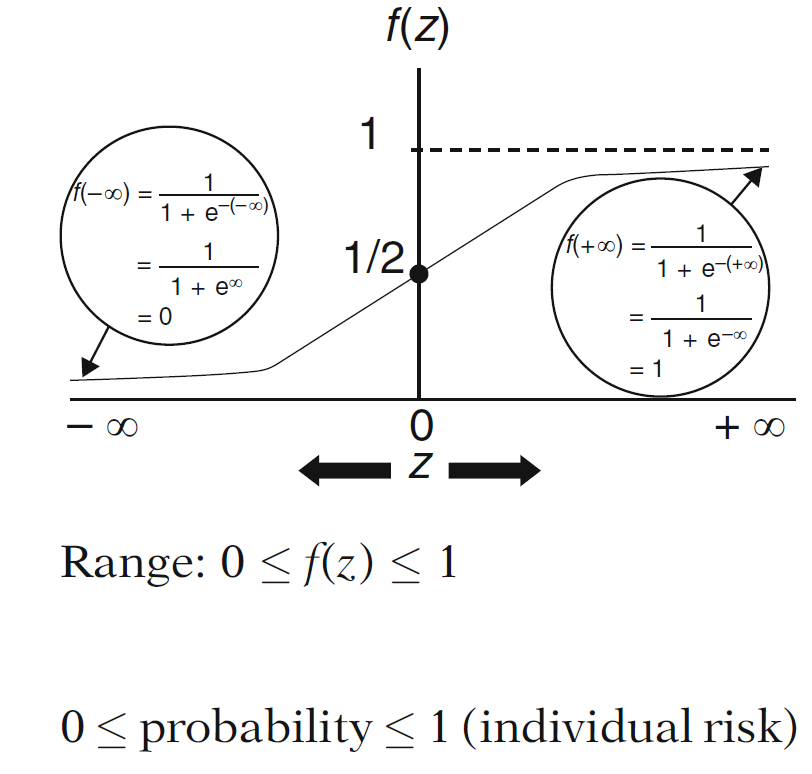 f(z)
1
f(−∞) = 1 / 1 + e^−(−∞)
= 1 / 1 + e^∞
= 0
1/2
f(+∞) = 1 / 1 + e^−(+∞)
= 1 / 1 + e^−∞
= 1
− ∞ 0 + ∞
z
Range: 0 ≤ f(z) ≤ 1
0 ≤ probability ≤ 1 (individual risk)